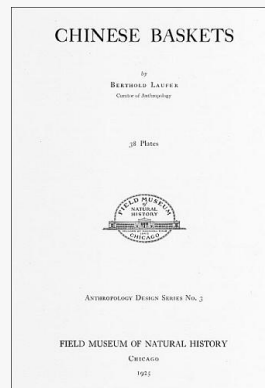 CHINESE BASKETS
by
BERTHOLD LAUFER
Curator of Anthropology
38 Plates
FIELD MUSEUM
of
NATURAL
HISTORY
CHICAGO
ANTHROPOLOGY DESIGN SERIES NO. 3
FIELD MUSEUM OF NATURAL HISTORY
CHICAGO
1925